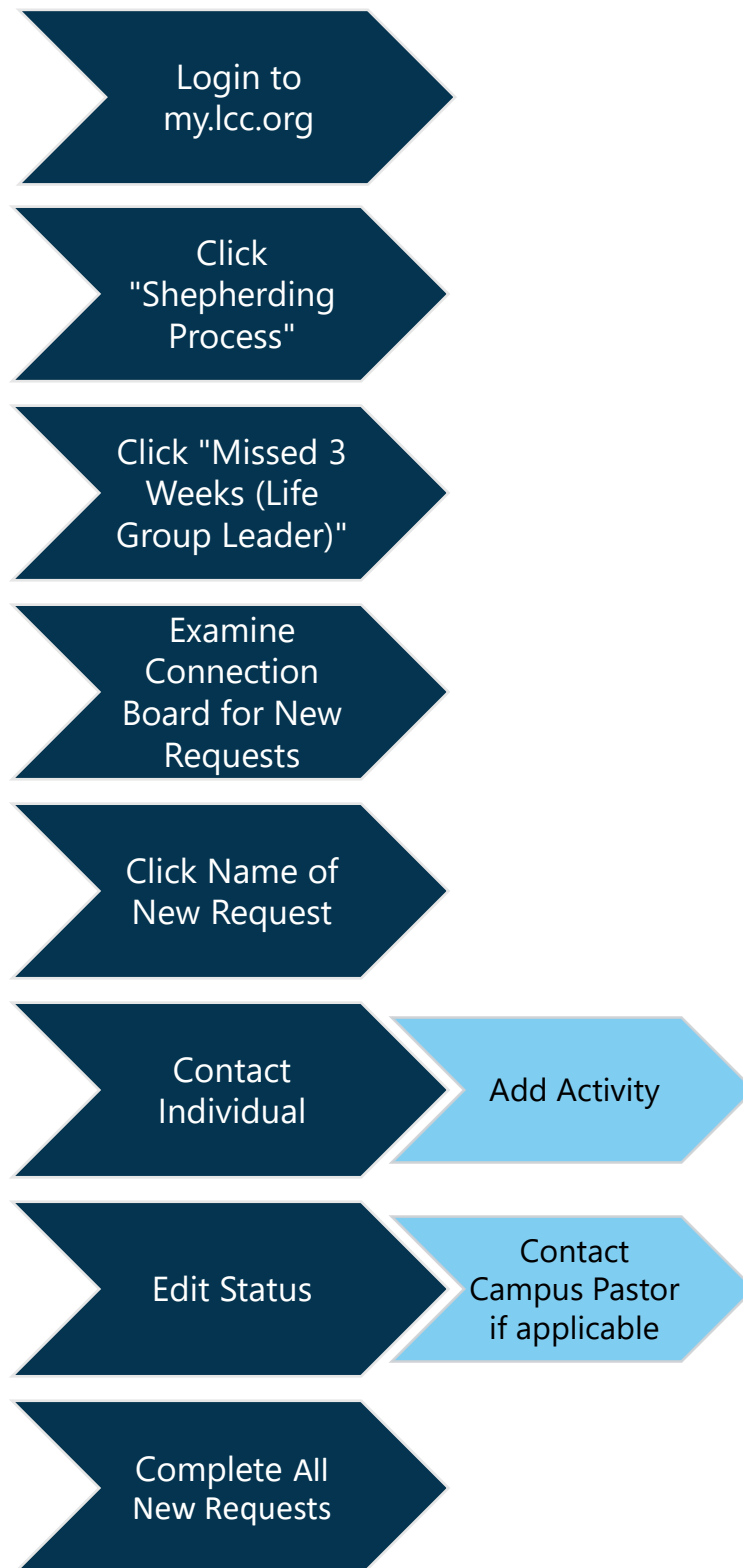 Login to
my.lcc.org
Click
"Shepherding
Process"
Click "Missed 3
Weeks (Life
Group Leader)"
Examine
Connection
Board for New
Requests
Click Name of
New Request
Contact
Individual
Add Activity
Edit Status
Contact
Campus Pastor
if applicable
Complete All
New Requests